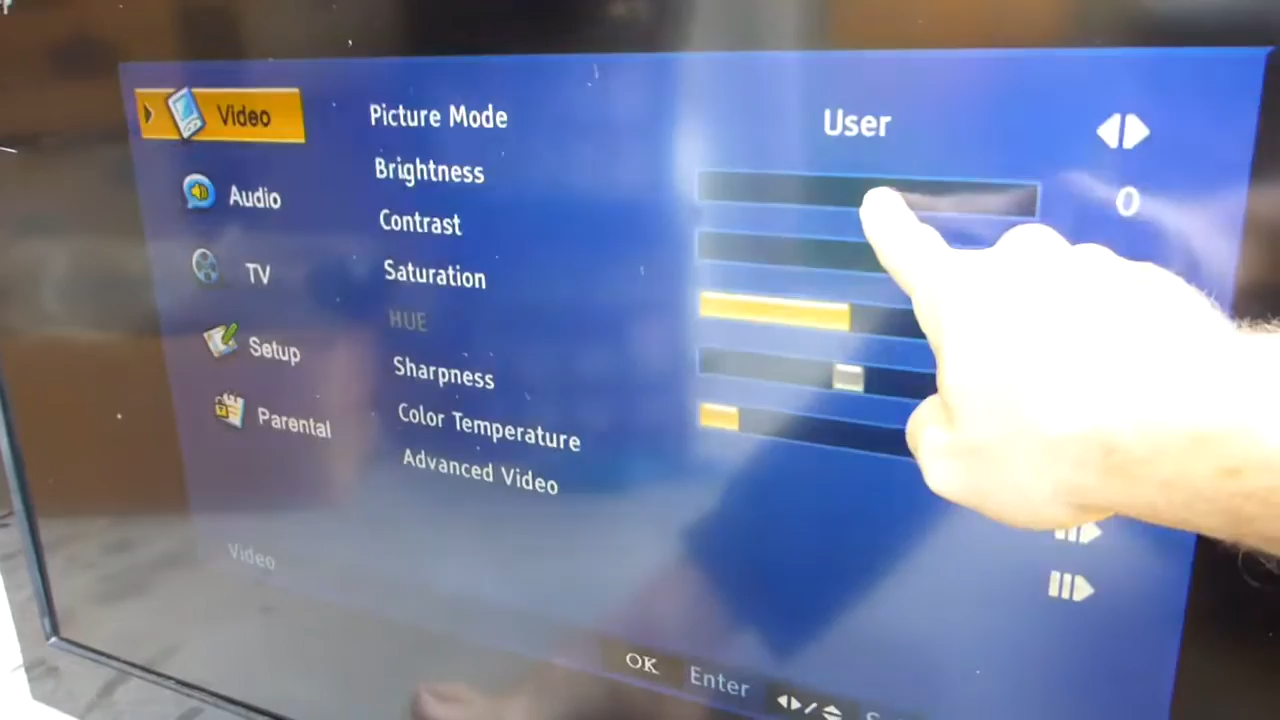 Video
Picture Mode
User
Brightness
0
Audio
Contrast
TV
Saturation
HUE
Setup
Sharpness
Parental
Color Temperature
Advanced Video
Video
OK Enter